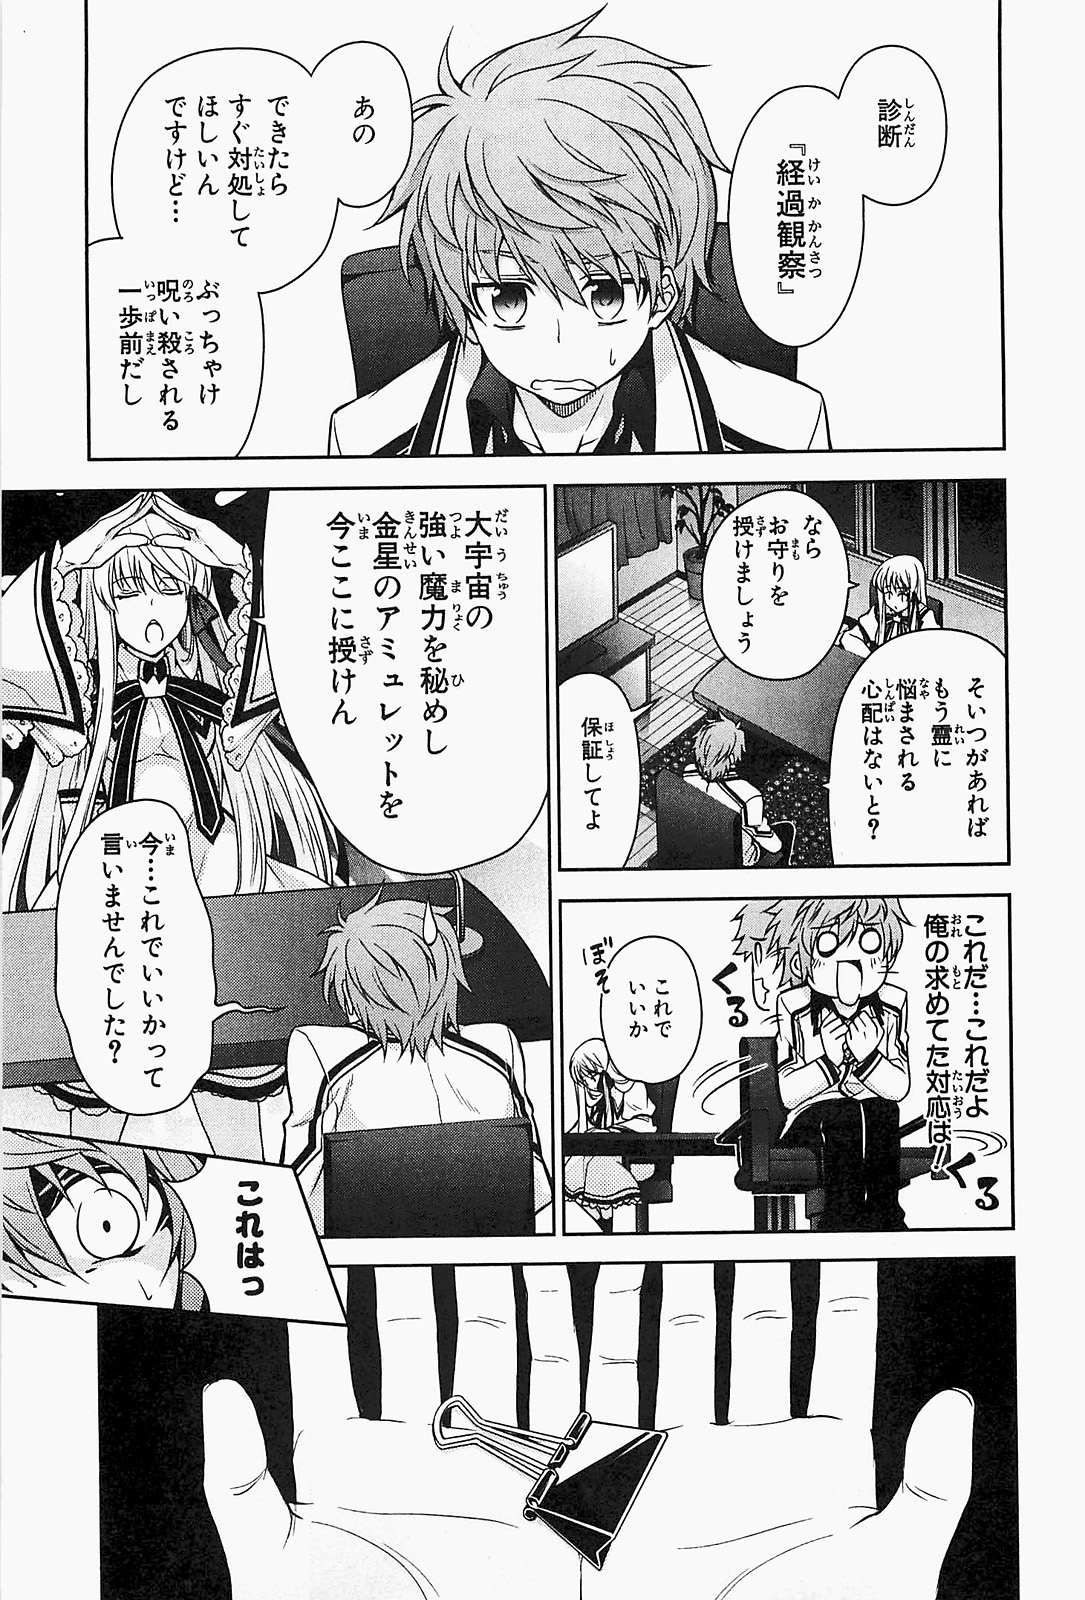 診断
『経過観察』
あの
できたら
すぐ対処して
ほしいん
ですけど…
ぶっちゃけ
呪い殺される
一歩前だし
なら
お守りを
授けましょう
そいつがあれば
もう霊に
悩まされる
心配はないと?
保証してよ
これだ…これだよ
俺の求めてた対応は!!
くる
くる
これで
いいか
ぼそ
大宇宙の
強い魔力を秘めし
金星のアミュレットを
今ここに授けん
今…これでいいかって
言いませんでした?
これはっ